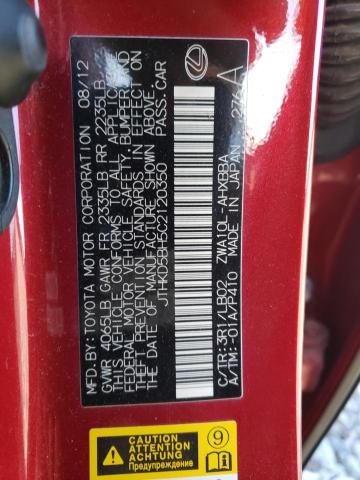 MFD.BY: TOYOTA MOTOR CORPORATION 08/12
GVWR 4065LB GAWR FR 2335LB RR 2335LB
THIS VEHICLE CONFORMS TO ALL APPLICABLE
FEDERAL MOTOR VEHICLE SAFETY, BUMPER, AND
THEFT PREVENTION STANDARDS IN EFFECT ON
THE DATE OF MANUFACTURE SHOWN ABOVE.
JTHKD5BH5C2120350 PASS.CAR
C/TR:3R1/LB02 ZWA10L-AHXBBA
A/TM:-01A/P410 MADE IN JAPAN 276 A
CAUTION
ATTENTION
ACHTUNG
Предупреждение
9